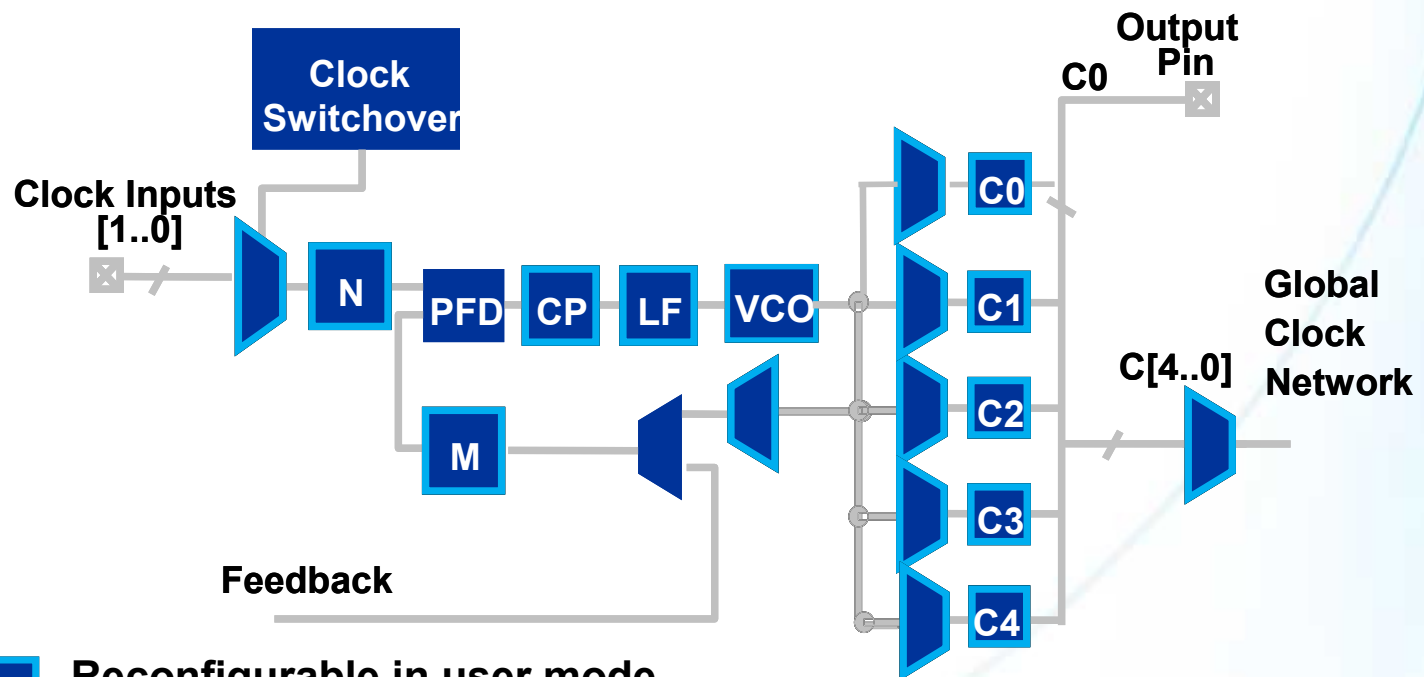 Output
Pin
C0
Clock
Switchover
Clock Inputs
[1..0]
C0
N
PFD
CP
LF
VCO
C1
Global
Clock
Network
C[4..0]
C2
M
C3
Feedback
C4
Reconfigurable in user mode